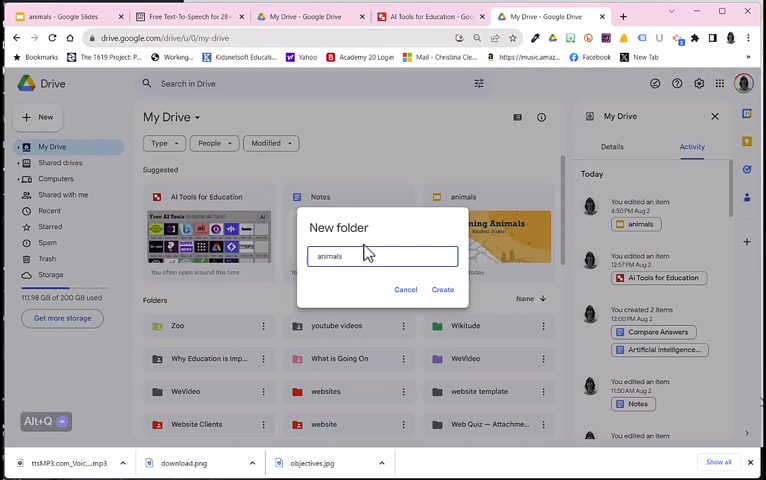 animals - Google Slides
Free Text-To-Speech for 28 -
My Drive - Google Drive
AI Tools for Education - Goo
My Drive - Google Drive
drive.google.com/drive/u/0/my-drive
Bookmarks
The 1619 Project: P...
Kidsnetsoft Educati...
Yahoo
Academy 20 Login
Mail - Christina Cle...
https://music.amaz...
Facebook
New Tab
Drive
Search in Drive
New
My Drive
My Drive
My Drive
Type
People
Modified
Details
Activity
Shared drives
Computers
Shared with me
Recent
Starred
Spam
Trash
Storage
111.98 GB of 200 GB used
Get more storage
Suggested
AI Tools for Education
Notes
animals
Free AI Tools
ning Animals
Student Name:
You often open around this time
today
New folder
animals
Cancel
Create
Folders
Name
Zoo
youtube videos
Wikitude
Why Education is Imp...
What is Going On
WeVideo
WeVideo
websites
website template
Website Clients
website
Web Quiz — Attachme...
Today
You edited an item
4:50 PM Aug 2
animals
You edited an item
12:57 PM Aug 2
AI Tools for Education
You created 2 items
12:00 PM Aug 2
Compare Answers
Artificial Intelligence...
You edited an item
11:50 AM Aug 2
Notes
You edited an item
Alt+Q
ttsMP3.com_Voic....mp3
download.png
objectives.jpg
Show all